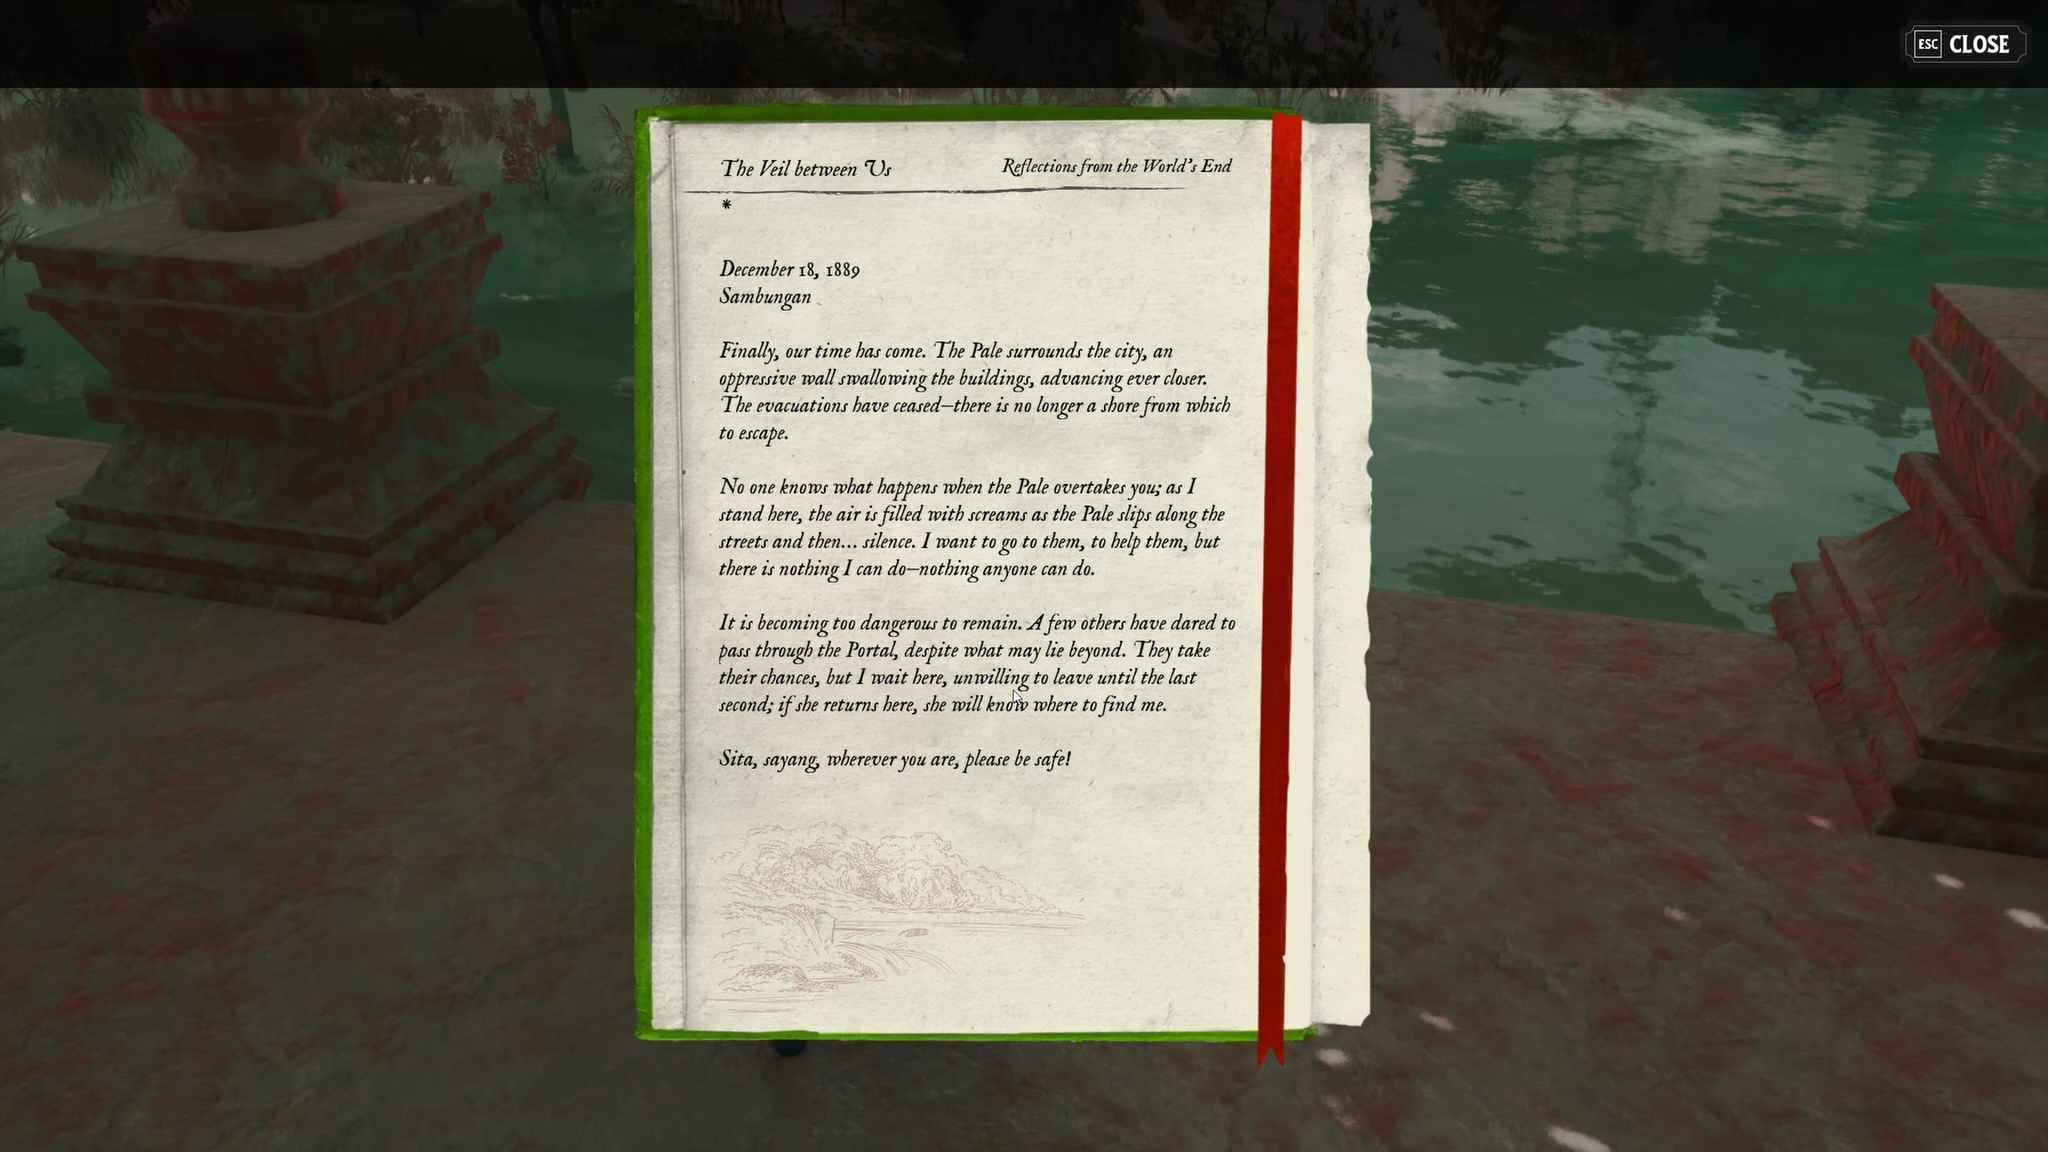 ESC CLOSE
The Veil between Us
Reflections from the World's End
*
December 18, 1889
Sambungan
Finally, our time has come. The Pale surrounds the city, an
oppressive wall swallowing the buildings, advancing ever closer.
The evacuations have ceased—there is no longer a shore from which
to escape.
No one knows what happens when the Pale overtakes you; as I
stand here, the air is filled with screams as the Pale slips along the
streets and then... silence. I want to go to them, to help them, but
there is nothing I can do—nothing anyone can do.
It is becoming too dangerous to remain. A few others have dared to
pass through the Portal, despite what may lie beyond. They take
their chances, but I wait here, unwilling to leave until the last
second; if she returns here, she will know where to find me.
Sita, sayang, wherever you are, please be safe!